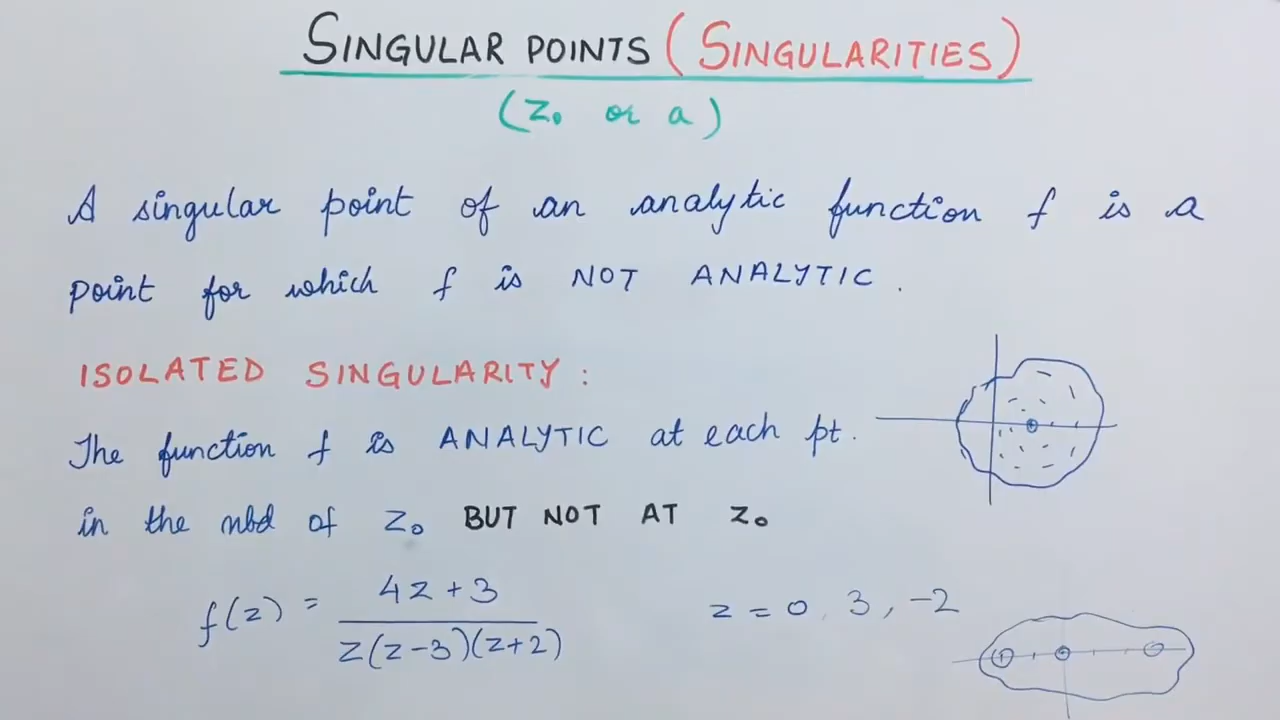 SINGULAR POINTS (SINGULARITIES)
(z₀ or a)
A singular point of an analytic function f is a
point for which f is NOT ANALYTIC.
ISOLATED SINGULARITY:
The function f is ANALYTIC at each pt.
in the nbd of z₀ BUT NOT AT z₀
f(z) = 4z+3 / z(z-3)(z+2)
z = 0, 3, -2